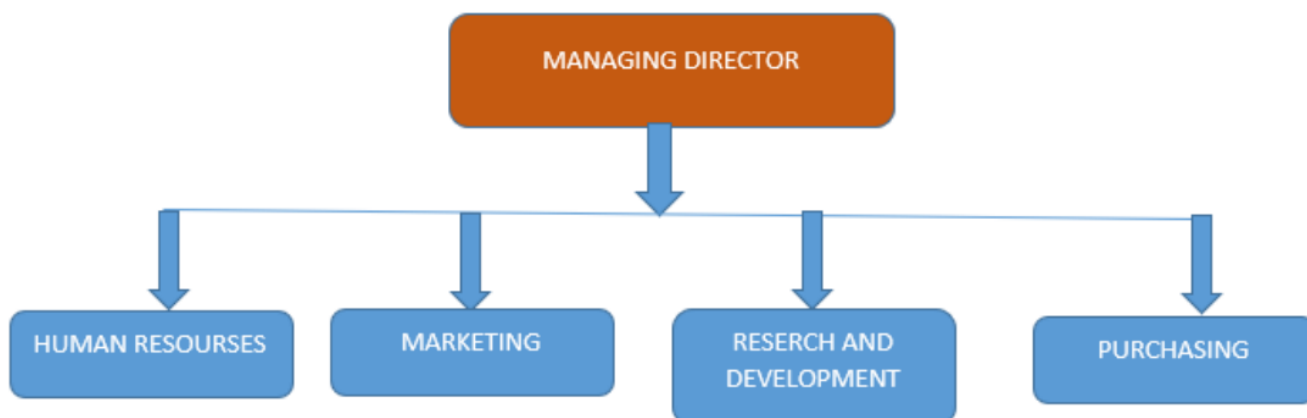 MANAGING DIRECTOR
HUMAN RESOURSES
MARKETING
RESERCH AND
DEVELOPMENT
PURCHASING